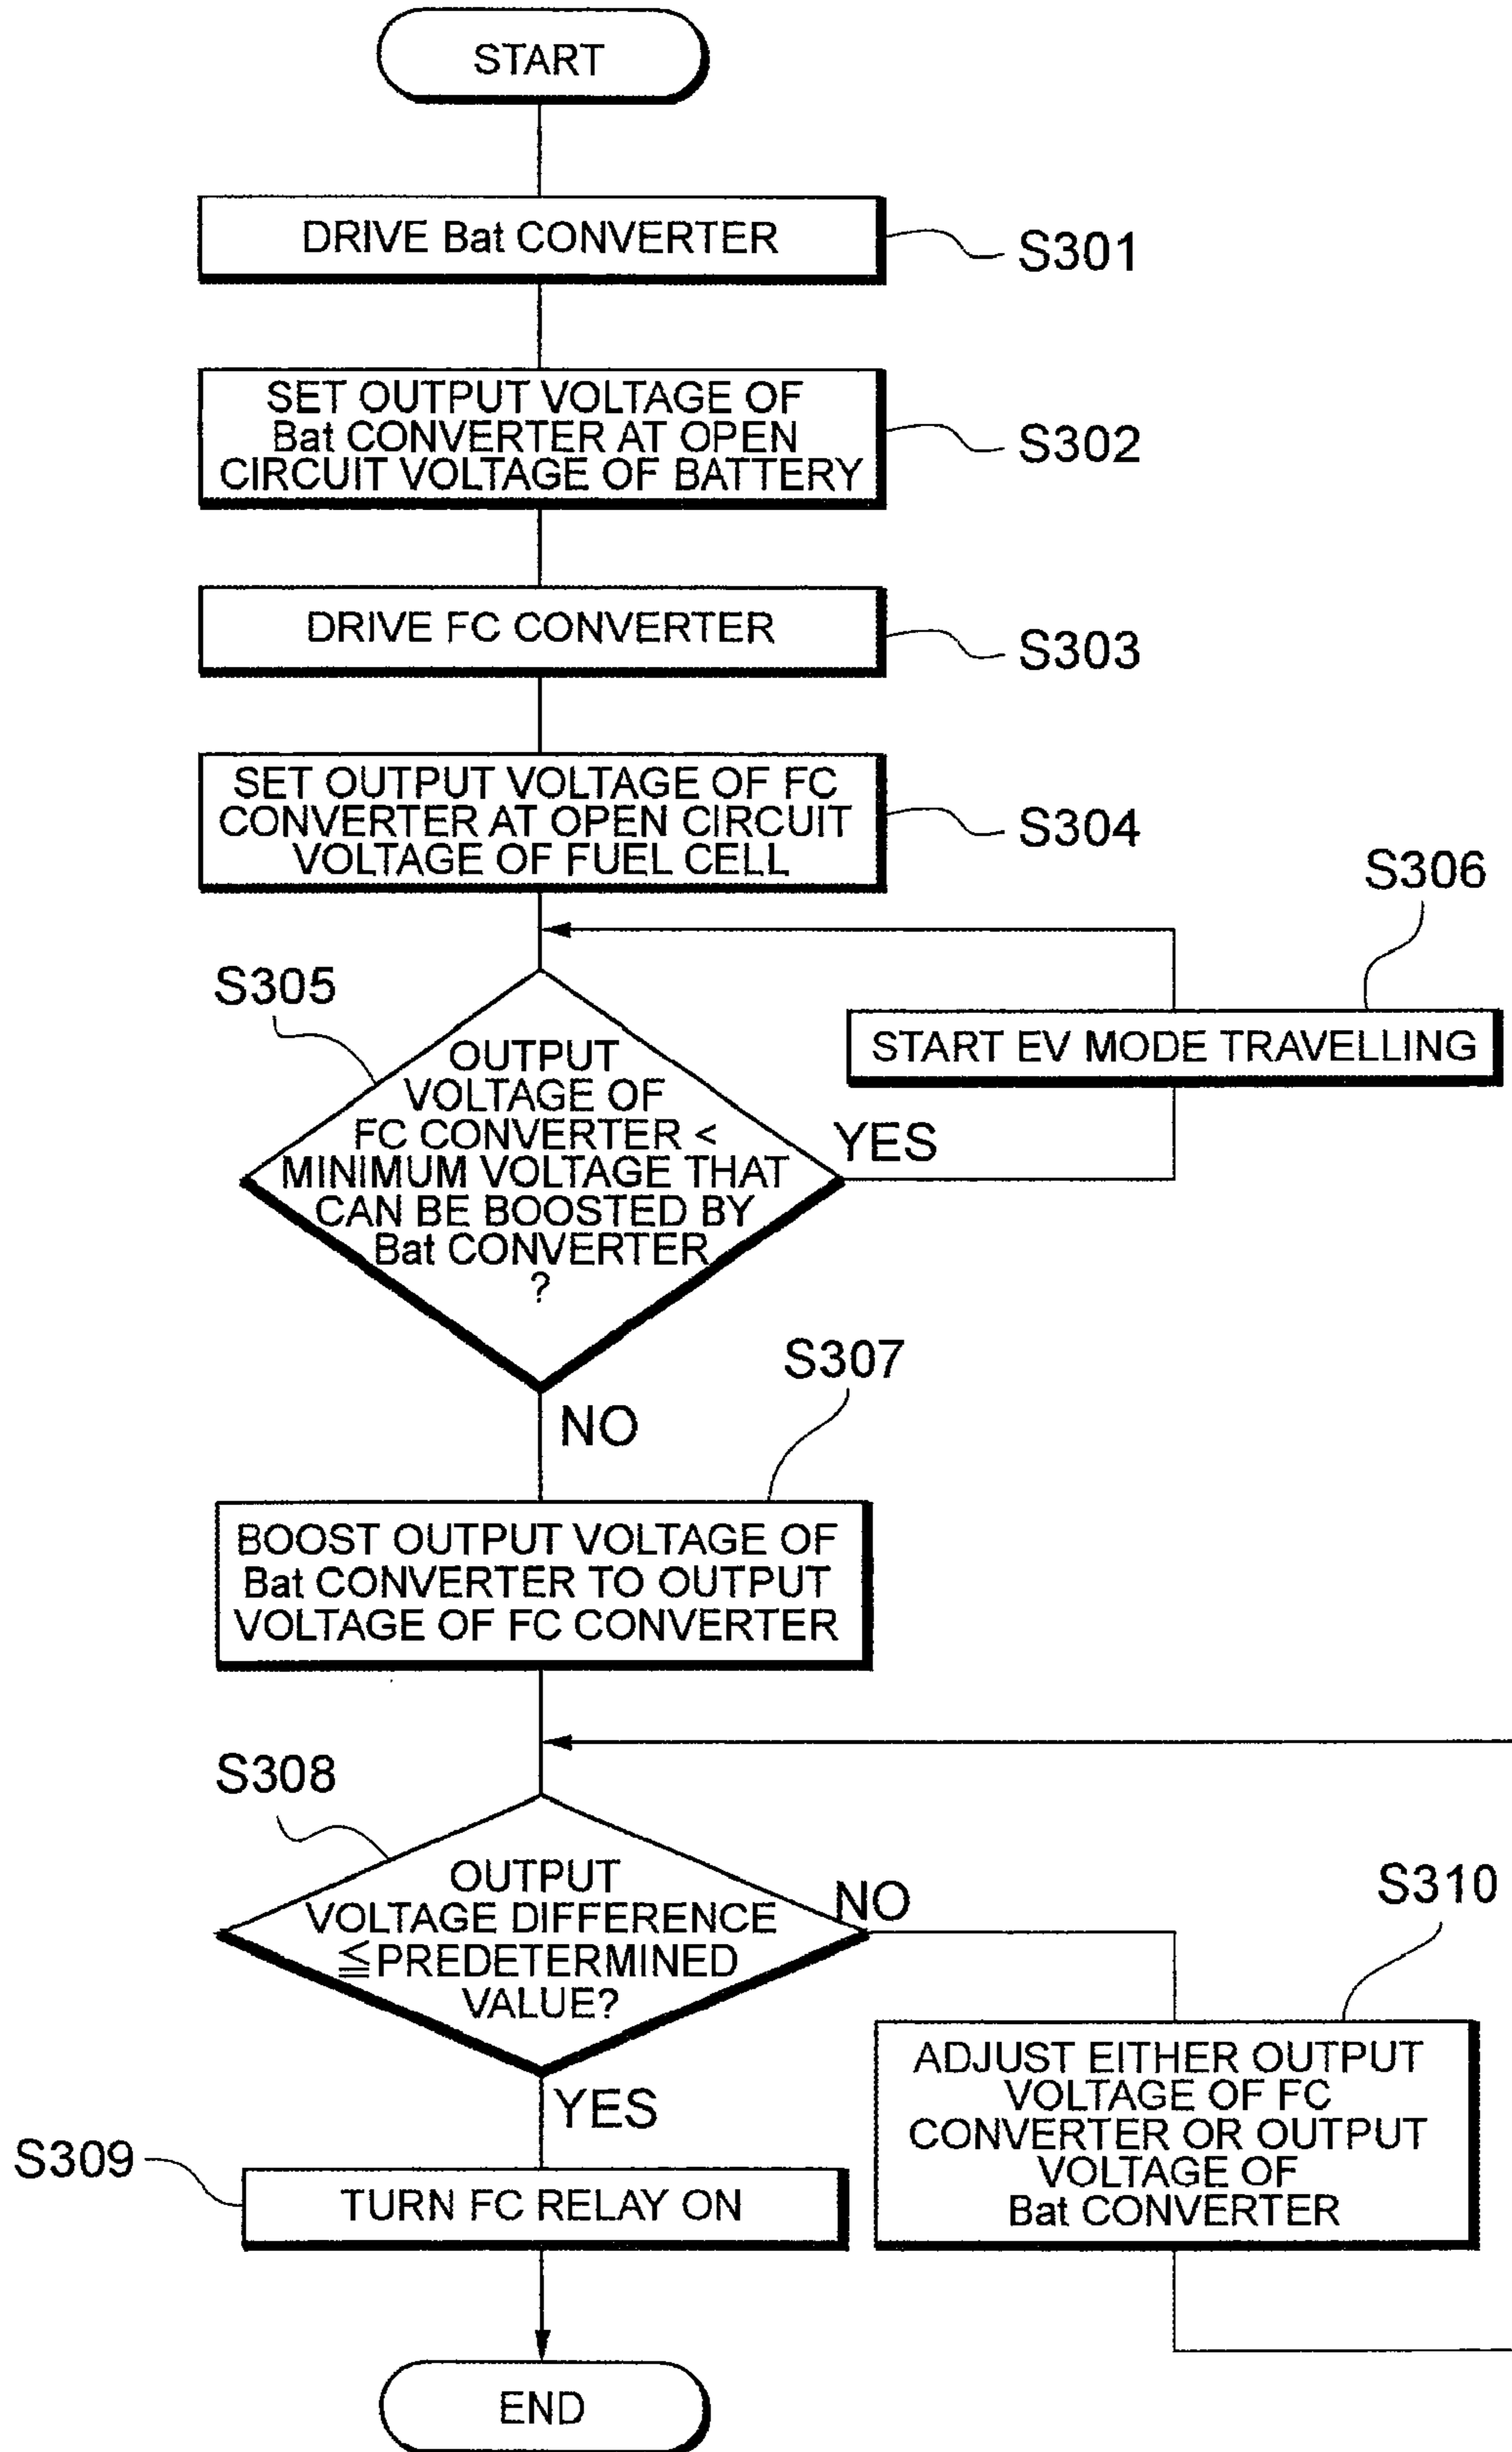 START
DRIVE Bat CONVERTER
S301
SET OUTPUT VOLTAGE OF
Bat CONVERTER AT OPEN
CIRCUIT VOLTAGE OF BATTERY
S302
DRIVE FC CONVERTER
S303
SET OUTPUT VOLTAGE OF FC
CONVERTER AT OPEN CIRCUIT
VOLTAGE OF FUEL CELL
S304
S305
OUTPUT
VOLTAGE OF
FC CONVERTER <
MINIMUM VOLTAGE THAT
CAN BE BOOSTED BY
Bat CONVERTER
?
YES
S306
START EV MODE TRAVELLING
NO
S307
BOOST OUTPUT VOLTAGE OF
Bat CONVERTER TO OUTPUT
VOLTAGE OF FC CONVERTER
S308
OUTPUT
VOLTAGE DIFFERENCE
≦PREDETERMINED
VALUE?
NO
S310
ADJUST EITHER OUTPUT
VOLTAGE OF FC
CONVERTER OR OUTPUT
VOLTAGE OF
Bat CONVERTER
YES
S309
TURN FC RELAY ON
END